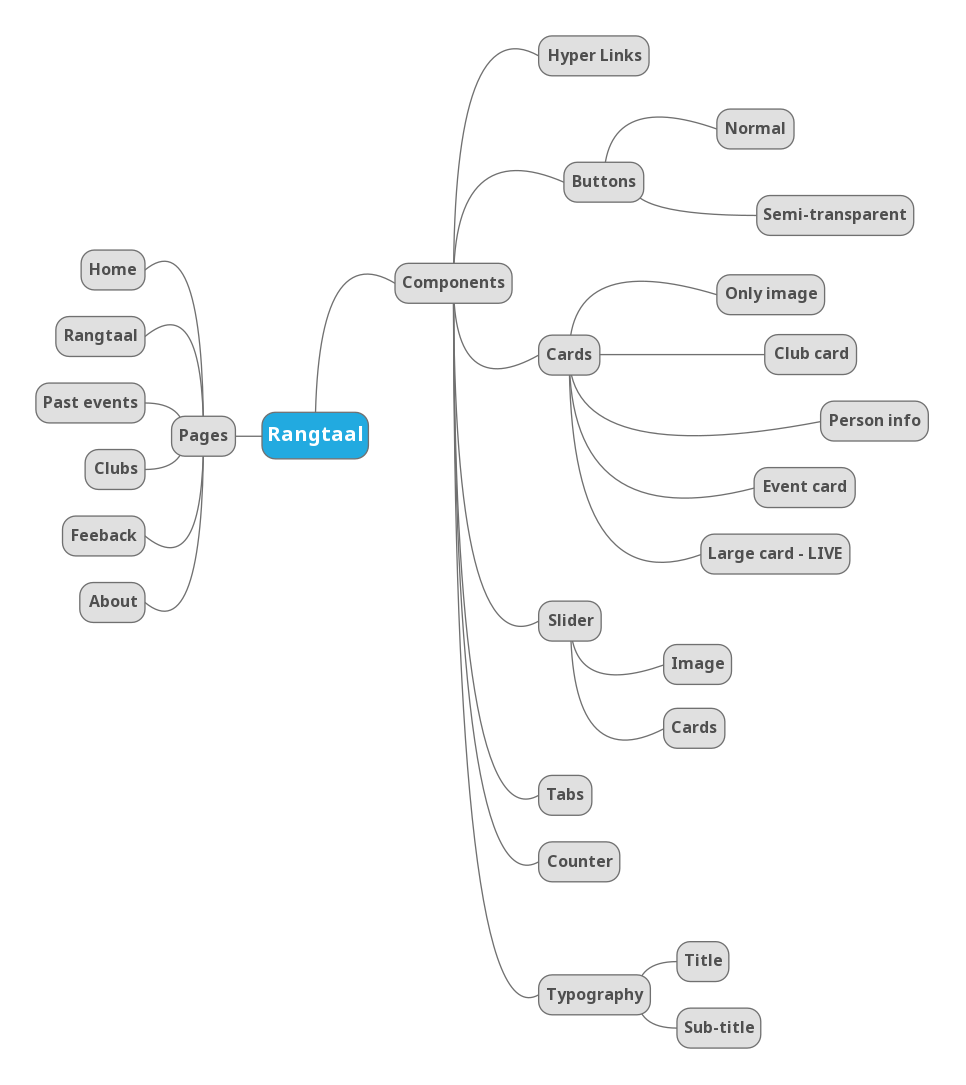 Rangtaal
Pages
Home
Rangtaal
Past events
Clubs
Feeback
About
Components
Hyper Links
Buttons
Normal
Semi-transparent
Cards
Only image
Club card
Person info
Event card
Large card - LIVE
Slider
Image
Cards
Tabs
Counter
Typography
Title
Sub-title